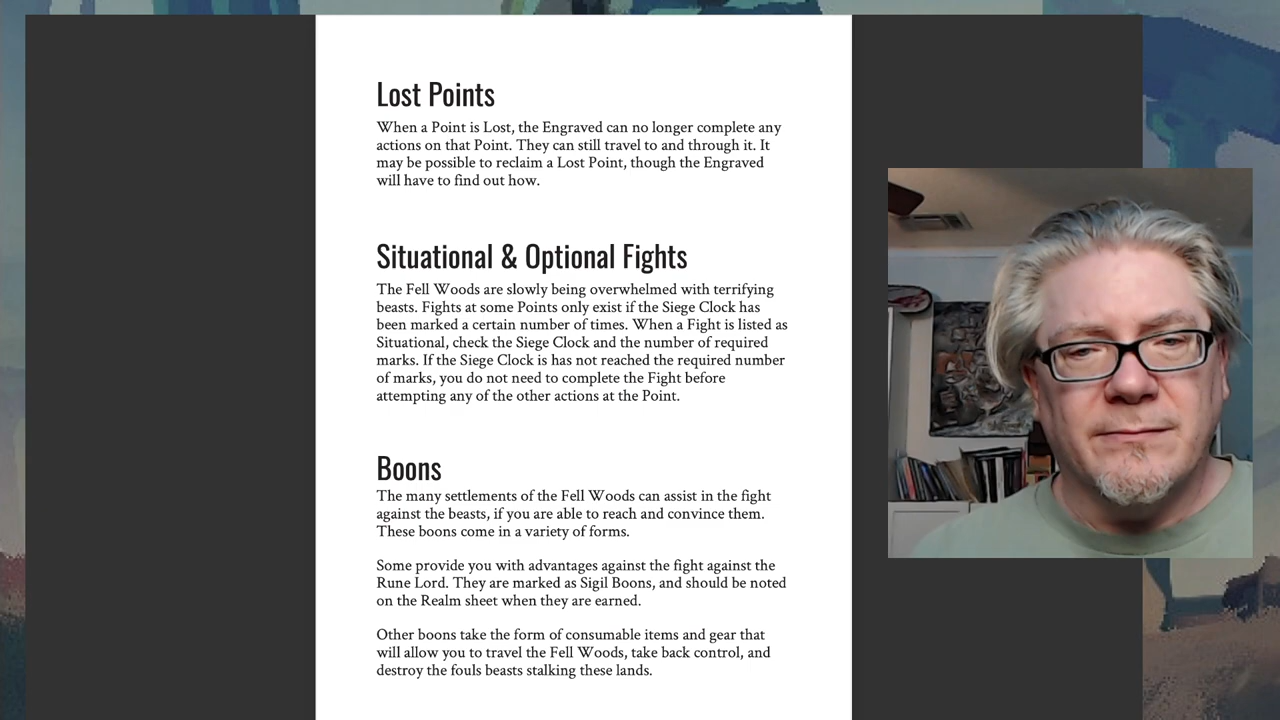 Lost Points
When a Point is Lost, the Engraved can no longer complete any
actions on that Point. They can still travel to and through it. It
may be possible to reclaim a Lost Point, though the Engraved
will have to find out how.
Situational & Optional Fights
The Fell Woods are slowly being overwhelmed with terrifying
beasts. Fights at some Points only exist if the Siege Clock has
been marked a certain number of times. When a Fight is listed as
Situational, check the Siege Clock and the number of required
marks. If the Siege Clock is has not reached the required number
of marks, you do not need to complete the Fight before
attempting any of the other actions at the Point.
Boons
The many settlements of the Fell Woods can assist in the fight
against the beasts, if you are able to reach and convince them.
These boons come in a variety of forms.
Some provide you with advantages against the fight against the
Rune Lord. They are marked as Sigil Boons, and should be noted
on the Realm sheet when they are earned.
Other boons take the form of consumable items and gear that
will allow you to travel the Fell Woods, take back control, and
destroy the fouls beasts stalking these lands.